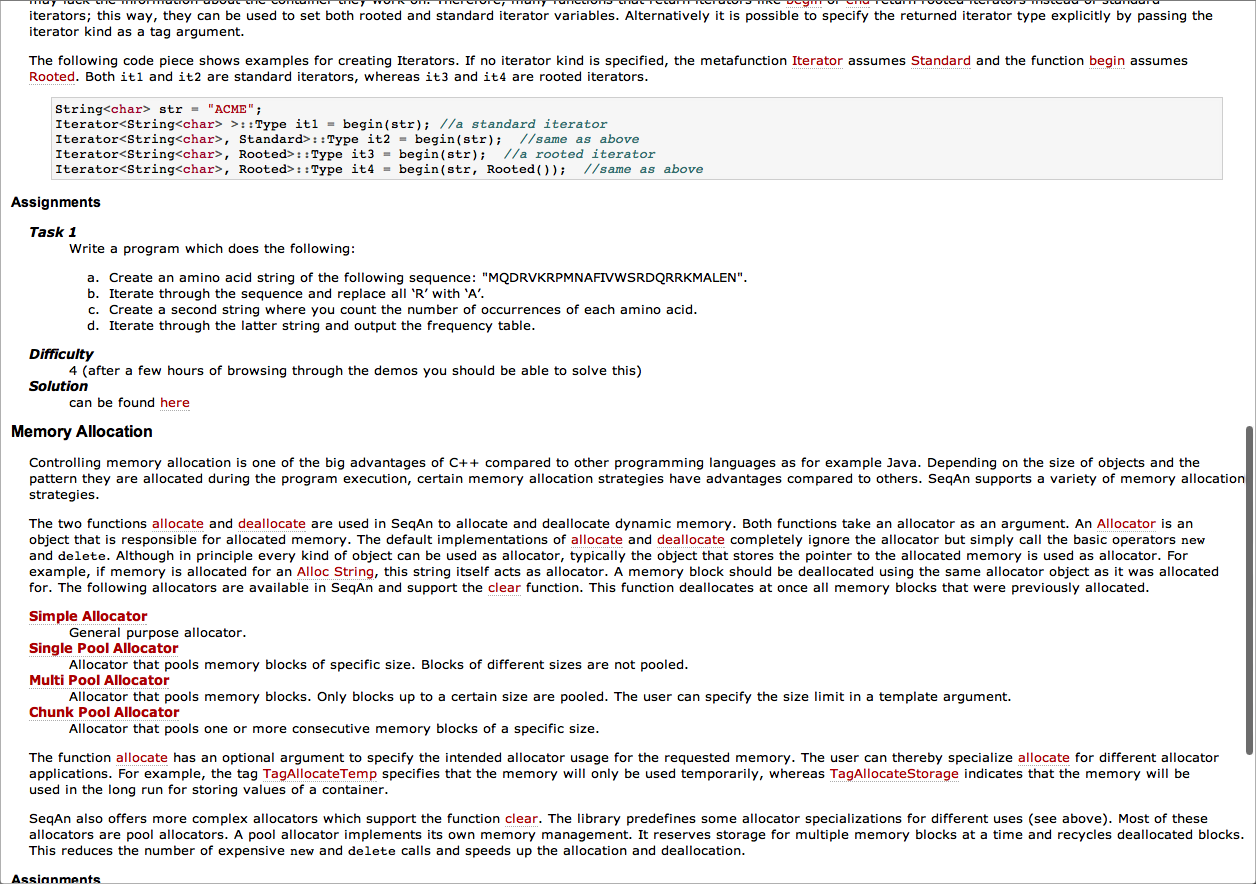 may lack the information about the container they work on. Therefore, many functions that return iterators like begin or end return rooted iterators instead of standard
iterators; this way, they can be used to set both rooted and standard iterator variables. Alternatively it is possible to specify the returned iterator type explicitly by passing the
iterator kind as a tag argument.
The following code piece shows examples for creating Iterators. If no iterator kind is specified, the metafunction Iterator assumes Standard and the function begin assumes
Rooted. Both it1 and it2 are standard iterators, whereas it3 and it4 are rooted iterators.
String<char> str = "ACME";
Iterator<String<char> >::Type it1 = begin(str); //a standard iterator
Iterator<String<char>, Standard>::Type it2 = begin(str);  //same as above
Iterator<String<char>, Rooted>::Type it3 = begin(str);  //a rooted iterator
Iterator<String<char>, Rooted>::Type it4 = begin(str, Rooted());  //same as above
Assignments
Task 1
Write a program which does the following:
a. Create an amino acid string of the following sequence: "MQDRVKRPMNAFIVWSRDQRRKMALEN".
b. Iterate through the sequence and replace all ‘R’ with ‘A’.
c. Create a second string where you count the number of occurrences of each amino acid.
d. Iterate through the latter string and output the frequency table.
Difficulty
4 (after a few hours of browsing through the demos you should be able to solve this)
Solution
can be found here
Memory Allocation
Controlling memory allocation is one of the big advantages of C++ compared to other programming languages as for example Java. Depending on the size of objects and the
pattern they are allocated during the program execution, certain memory allocation strategies have advantages compared to others. SeqAn supports a variety of memory allocation
strategies.
The two functions allocate and deallocate are used in SeqAn to allocate and deallocate dynamic memory. Both functions take an allocator as an argument. An Allocator is an
object that is responsible for allocated memory. The default implementations of allocate and deallocate completely ignore the allocator but simply call the basic operators new
and delete. Although in principle every kind of object can be used as allocator, typically the object that stores the pointer to the allocated memory is used as allocator. For
example, if memory is allocated for an Alloc String, this string itself acts as allocator. A memory block should be deallocated using the same allocator object as it was allocated
for. The following allocators are available in SeqAn and support the clear function. This function deallocates at once all memory blocks that were previously allocated.
Simple Allocator
General purpose allocator.
Single Pool Allocator
Allocator that pools memory blocks of specific size. Blocks of different sizes are not pooled.
Multi Pool Allocator
Allocator that pools memory blocks. Only blocks up to a certain size are pooled. The user can specify the size limit in a template argument.
Chunk Pool Allocator
Allocator that pools one or more consecutive memory blocks of a specific size.
The function allocate has an optional argument to specify the intended allocator usage for the requested memory. The user can thereby specialize allocate for different allocator
applications. For example, the tag TagAllocateTemp specifies that the memory will only be used temporarily, whereas TagAllocateStorage indicates that the memory will be
used in the long run for storing values of a container.
SeqAn also offers more complex allocators which support the function clear. The library predefines some allocator specializations for different uses (see above). Most of these
allocators are pool allocators. A pool allocator implements its own memory management. It reserves storage for multiple memory blocks at a time and recycles deallocated blocks.
This reduces the number of expensive new and delete calls and speeds up the allocation and deallocation.
Assignments